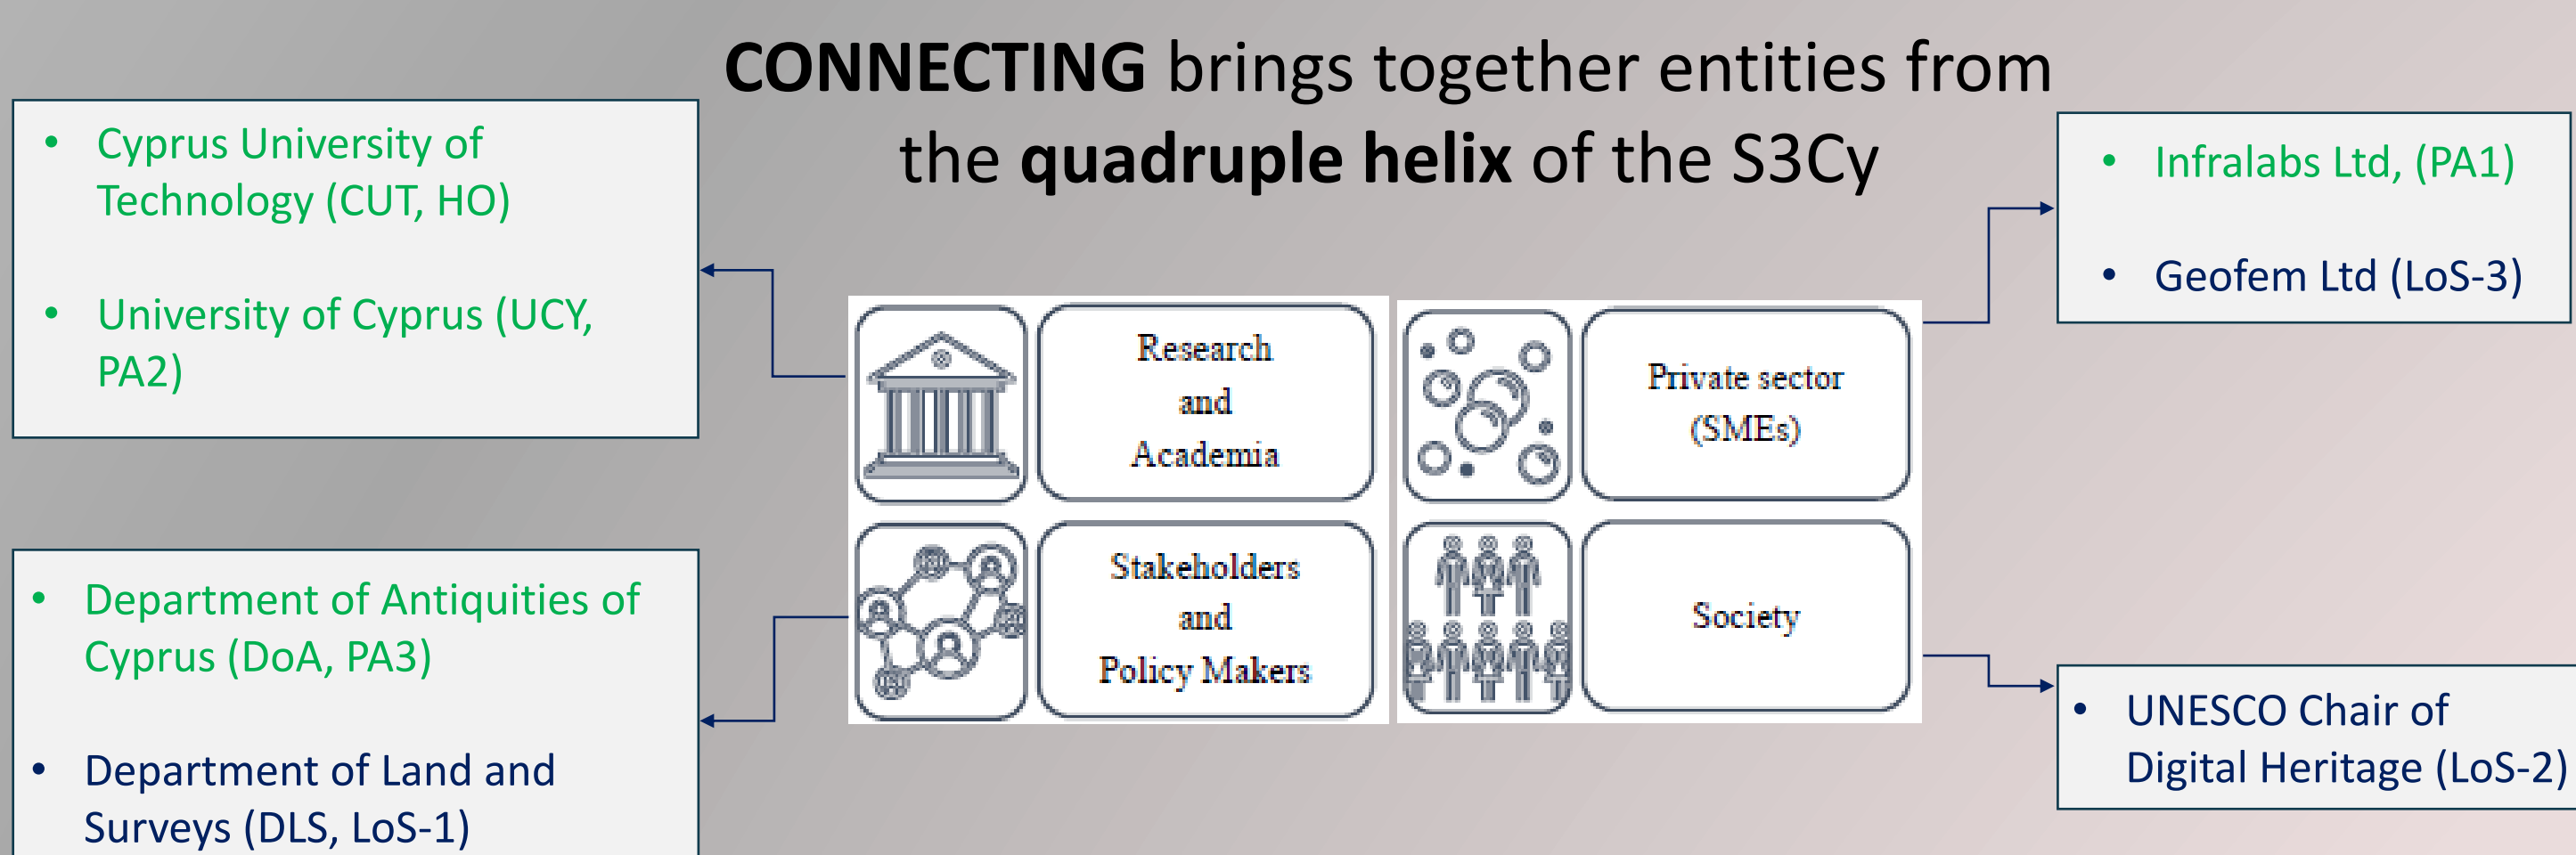 CONNECTING brings together entities from
the quadruple helix of the S3Cy
• Cyprus University of
Technology (CUT, HO)
• University of Cyprus (UCY,
PA2)
• Department of Antiquities of
Cyprus (DoA, PA3)
• Department of Land and
Surveys (DLS, LoS-1)
Research
and
Academia
Stakeholders
and
Policy Makers
Private sector
(SMEs)
Society
• Infralabs Ltd, (PA1)
• Geofem Ltd (LoS-3)
• UNESCO Chair of
Digital Heritage (LoS-2)